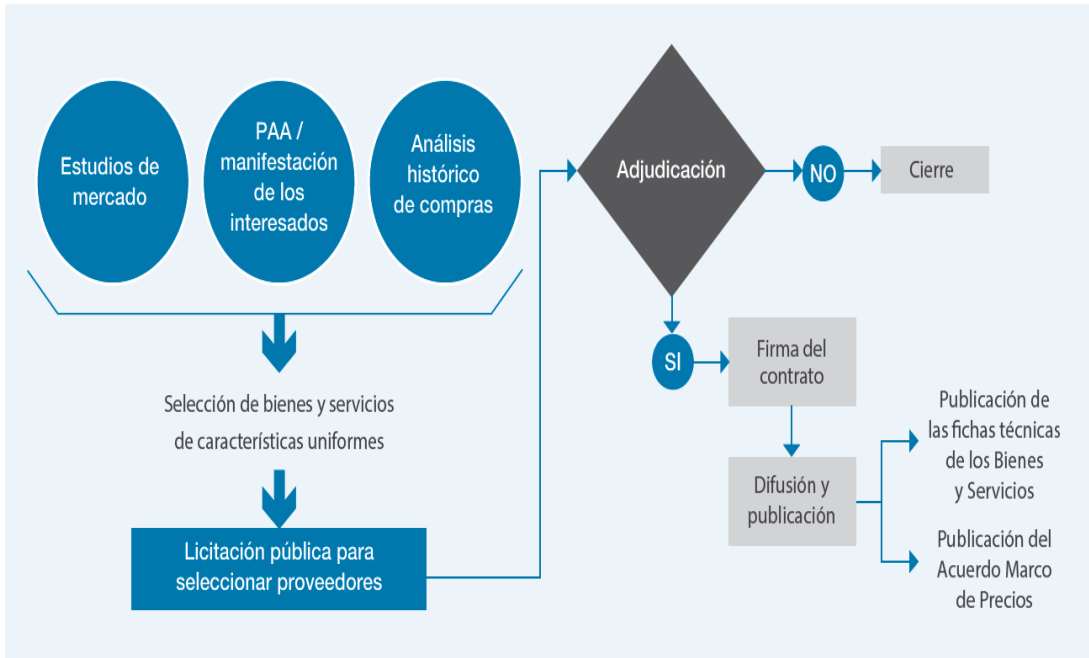 Estudios de
mercado
PAA /
manifestación
de los
interesados
Análisis
histórico
de compras
Selección de bienes y servicios
de características uniformes
Licitación pública para
seleccionar proveedores
Adjudicación
NO
Cierre
SI
Firma del
contrato
Difusión y
publicación
Publicación de
las fichas técnicas
de los Bienes
y Servicios
Publicación del
Acuerdo Marco
de Precios